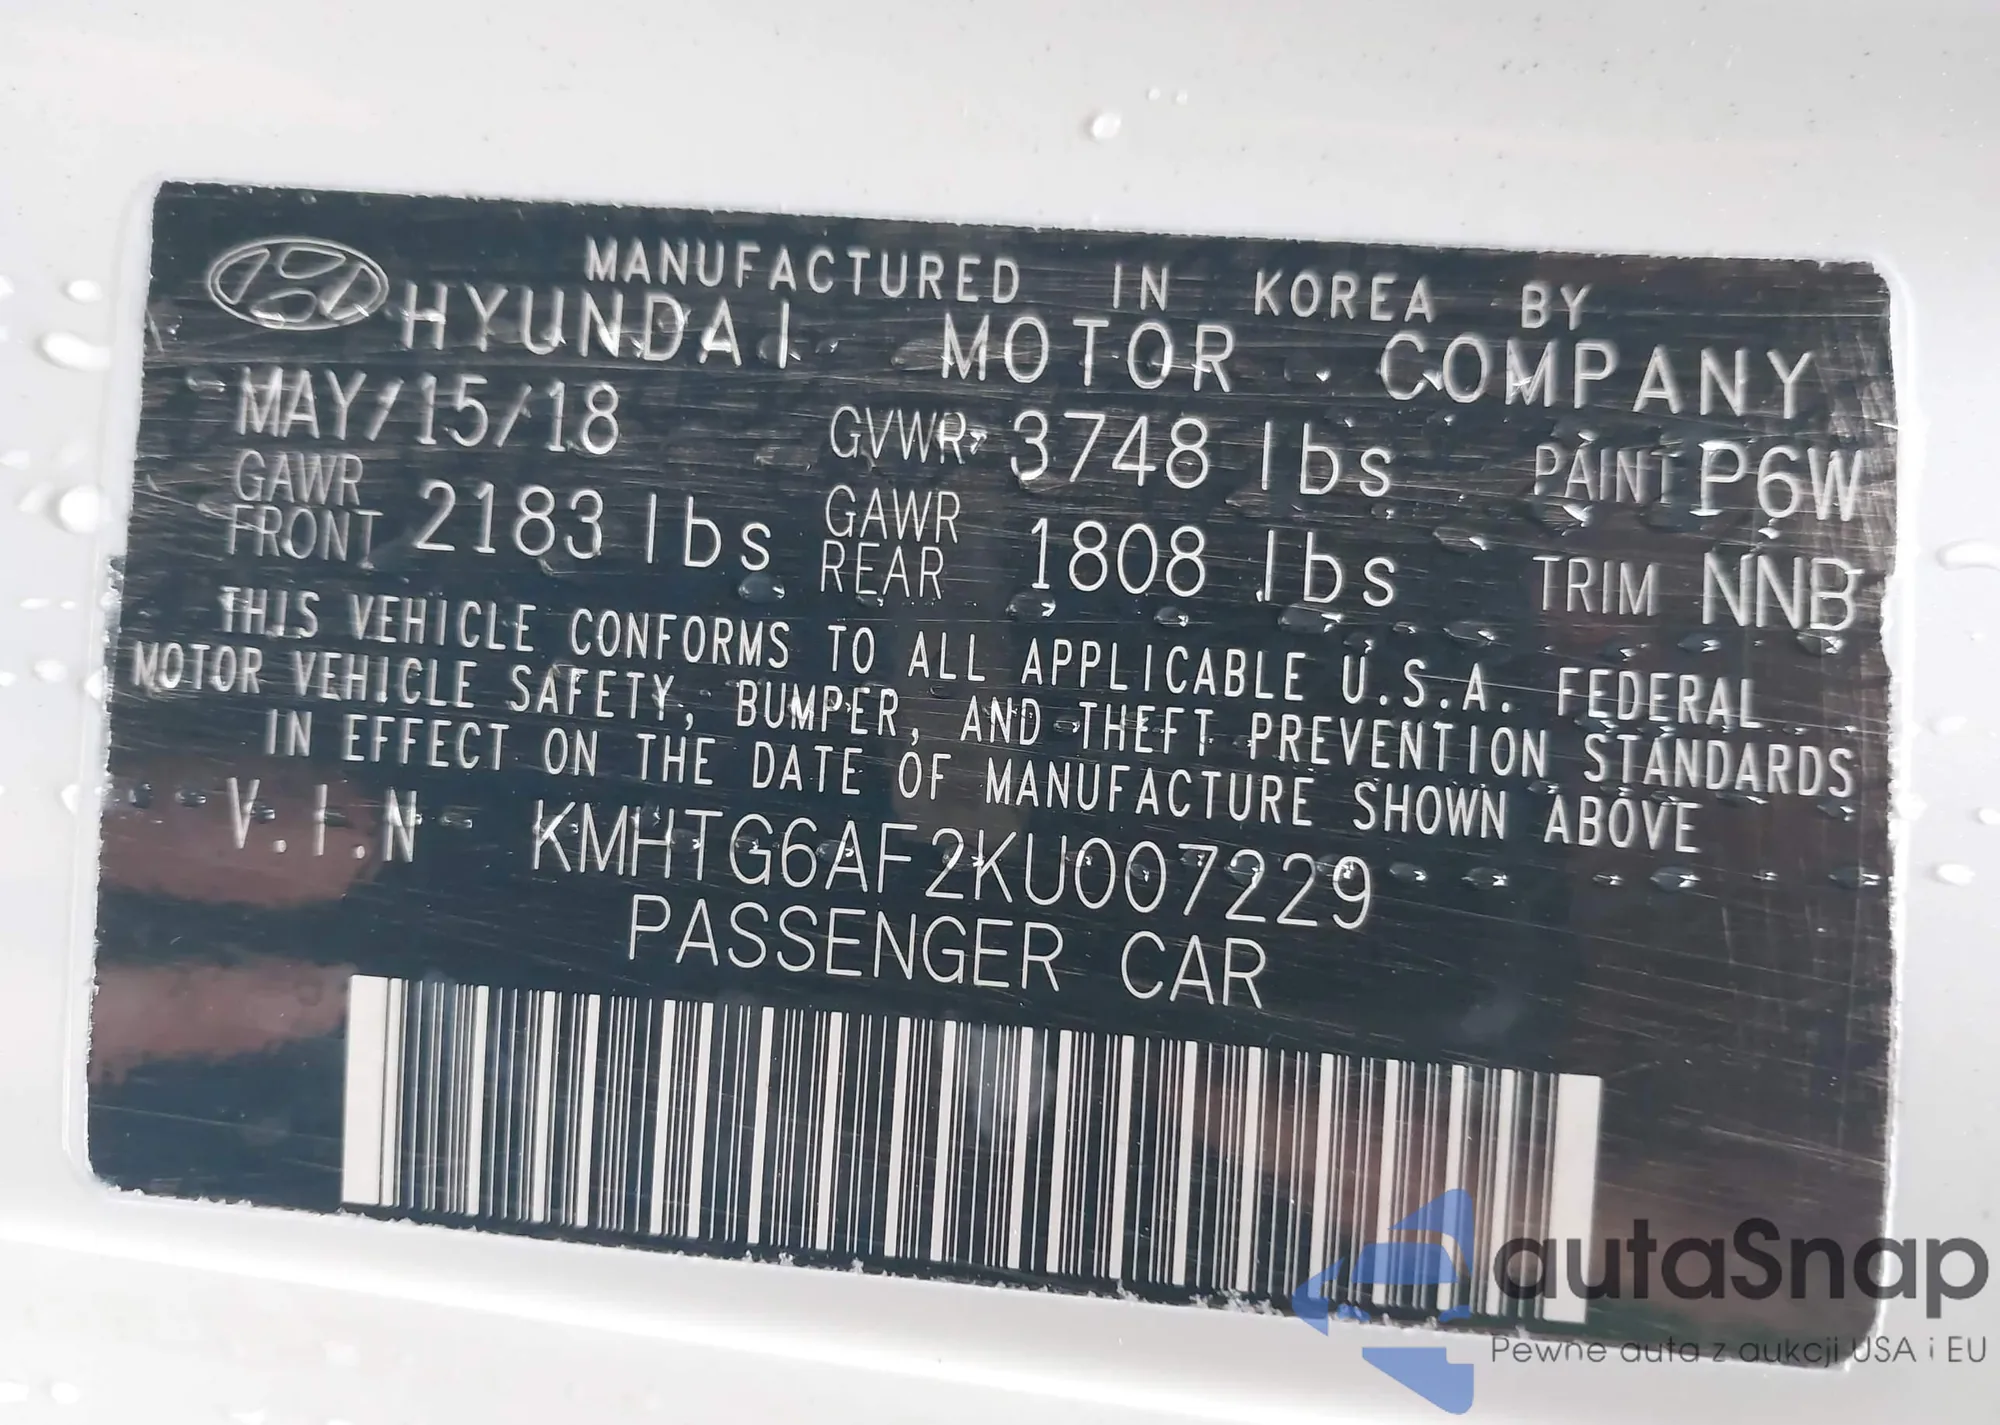 MANUFACTURED IN KOREA BY
HYUNDAI MOTOR COMPANY
MAY/15/18 GVWR 3748 lbs PAINT P6W
GAWR FRONT 2183 lbs GAWR REAR 1808 lbs TRIM NNB
THIS VEHICLE CONFORMS TO ALL APPLICABLE U.S.A. FEDERAL
MOTOR VEHICLE SAFETY, BUMPER, AND THEFT PREVENTION STANDARDS
IN EFFECT ON THE DATE OF MANUFACTURE SHOWN ABOVE
V.I.N KMHTG6AF2KU007229
PASSENGER CAR
autaSnap
Pewne auta z aukcji USA i EU